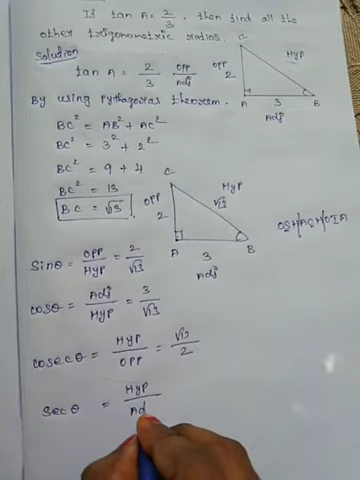 If tan A = 2/3, then find all the
other trigonometric ratios.
Solution
tan A = 2/3 opp/Adj
C
opp
2
Hyp
A 3 B
Adj
By using pythagoras theorem.
BC² = AB² + AC²
BC² = 3² + 2²
BC² = 9 + 4
BC² = 13
BC = √13
C
opp
2
Hyp
√13
A 3 B
Adj
OSH/ASH/OTA
Sinθ = opp/Hyp = 2/√13
cosθ = Adj/Hyp = 3/√13
cosecθ = Hyp/opp = √13/2
secθ = Hyp/Ad